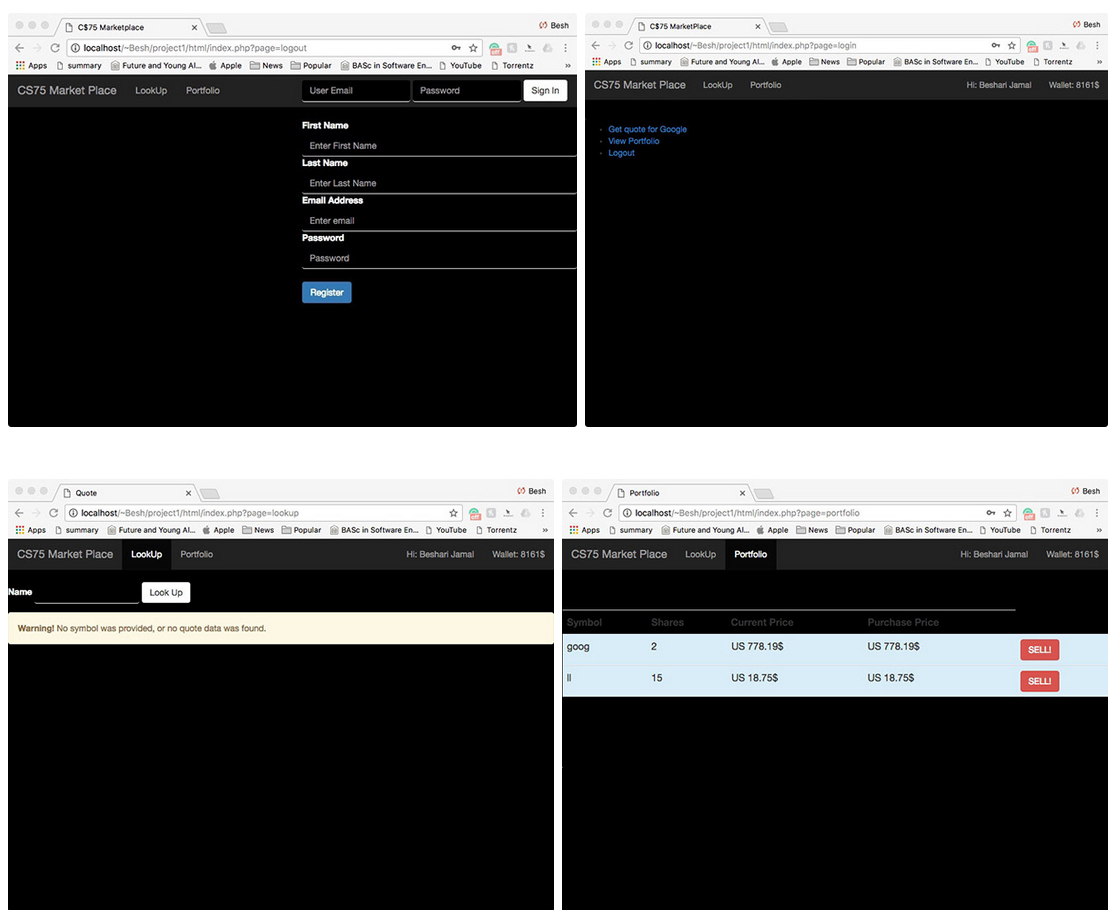 C$75 Marketplace
Besh
localhost/~Besh/project1/html/index.php?page=logout
Apps summary Future and Young Al... Apple News Popular BASc in Software En... YouTube Torrentz »
CS75 Market Place LookUp Portfolio User Email Password Sign In
First Name
Enter First Name
Last Name
Enter Last Name
Email Address
Enter email
Password
Password
Register
C$75 MarketPlace
Besh
localhost/~Besh/project1/html/index.php?page=login
Apps summary Future and Young Al... Apple News Popular BASc in Software En... YouTube Torrentz »
CS75 Market Place LookUp Portfolio Hi: Beshari Jamal Wallet: 8161$
Get quote for Google
View Portfolio
Logout
Quote
Besh
localhost/~Besh/project1/html/index.php?page=lookup
Apps summary Future and Young Al... Apple News Popular BASc in Software En... YouTube Torrentz »
CS75 Market Place LookUp Portfolio Hi: Beshari Jamal Wallet: 8161$
Name Look Up
Warning! No symbol was provided, or no quote data was found.
Portfolio
Besh
localhost/~Besh/project1/html/index.php?page=portfolio
Apps summary Future and Young Al... Apple News Popular BASc in Software En... YouTube Torrentz »
CS75 Market Place LookUp Portfolio Hi: Beshari Jamal Wallet: 8161$
Symbol Shares Current Price Purchase Price
goog 2 US 778.19$ US 778.19$ SELL!
ll 15 US 18.75$ US 18.75$ SELL!